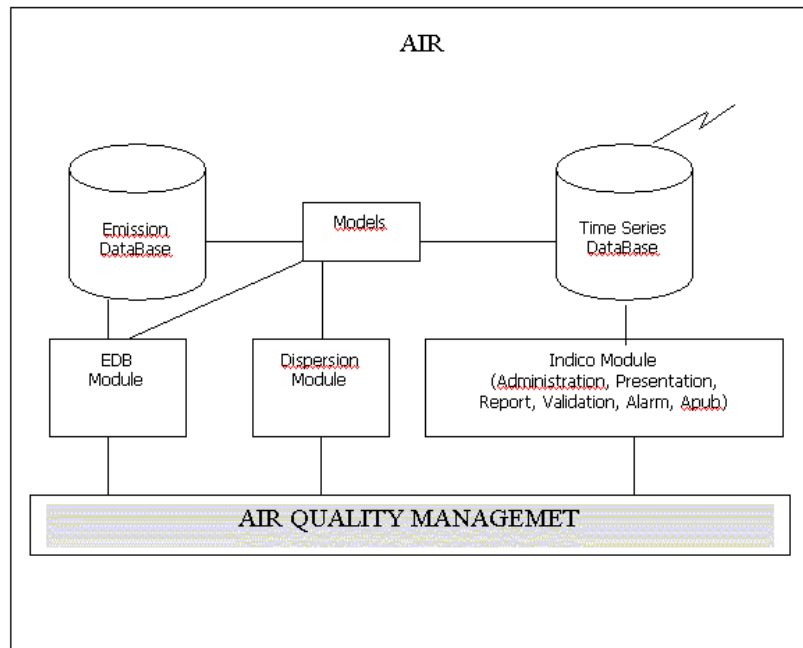 AIR
Emission
DataBase
Models
Time Series
DataBase
EDB
Module
Dispersion
Module
Indico Module
(Administration, Presentation,
Report, Validation, Alarm, Apub)
AIR QUALITY MANAGEMET